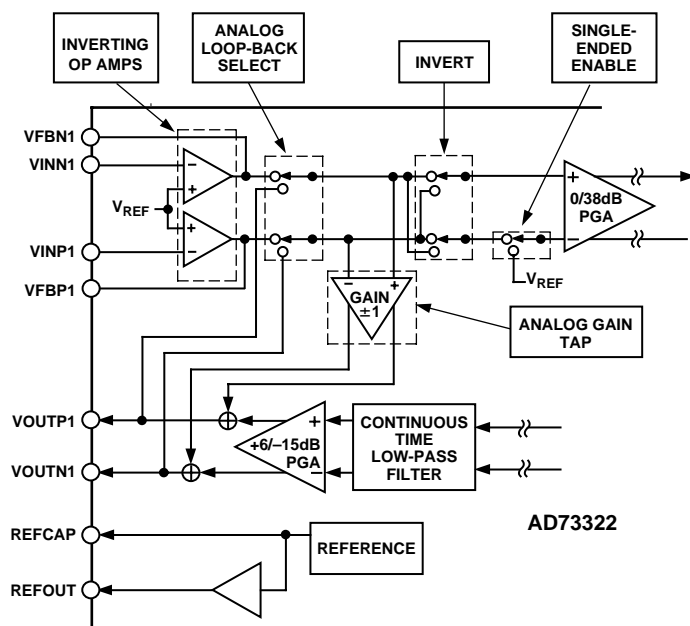 INVERTING
OP AMPS
ANALOG
LOOP-BACK
SELECT
INVERT
SINGLE-
ENDED
ENABLE
VFBN1
VINN1
VREF
VINP1
VFBP1
–
+
+
–
+
0/38dB
PGA
–
VREF
–
+
GAIN
±1
ANALOG GAIN
TAP
VOUTP1
VOUTN1
+
+6/–15dB
PGA
–
CONTINUOUS
TIME
LOW-PASS
FILTER
REFCAP
REFOUT
REFERENCE
AD73322